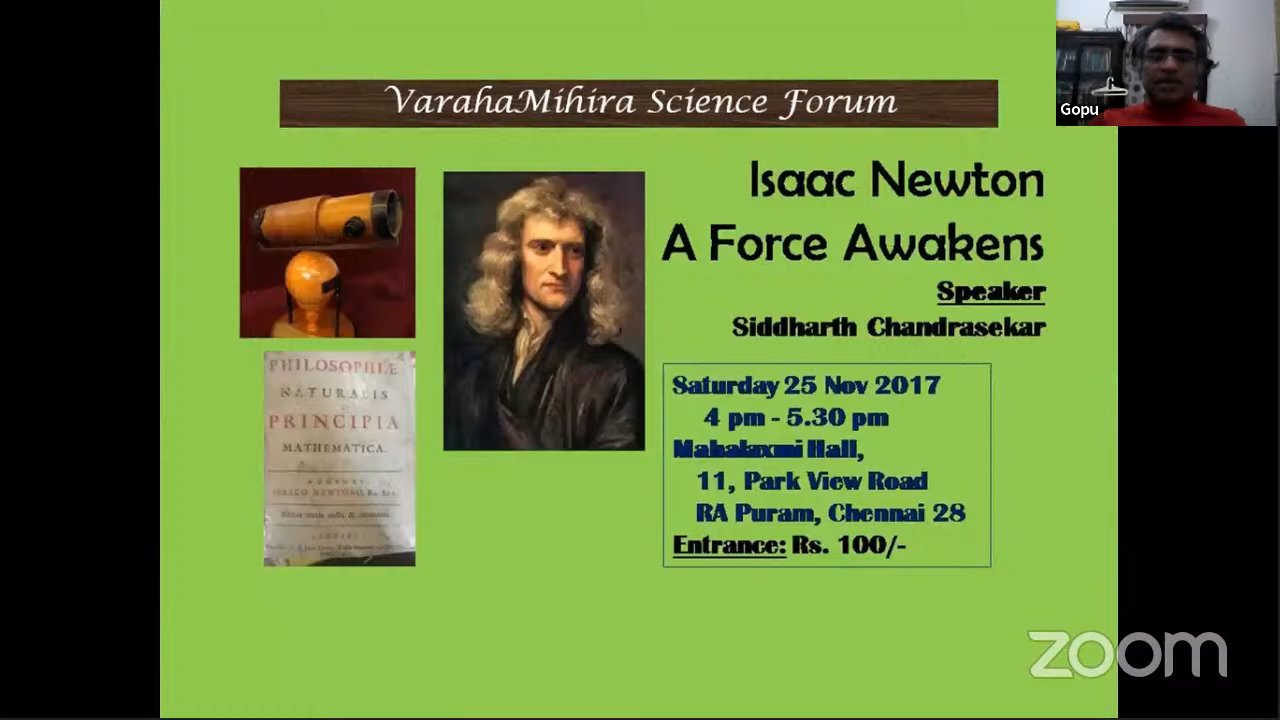 VarahaMihira Science Forum
Gopu
Isaac Newton
A Force Awakens
Speaker
Siddharth Chandrasekar
PHILOSOPHIÆ
NATURALIS
PRINCIPIA
MATHEMATICA.
Saturday 25 Nov 2017
4 pm - 5.30 pm
Mahalaxmi Hall,
11, Park View Road
RA Puram, Chennai 28
Entrance: Rs. 100/-
zoom